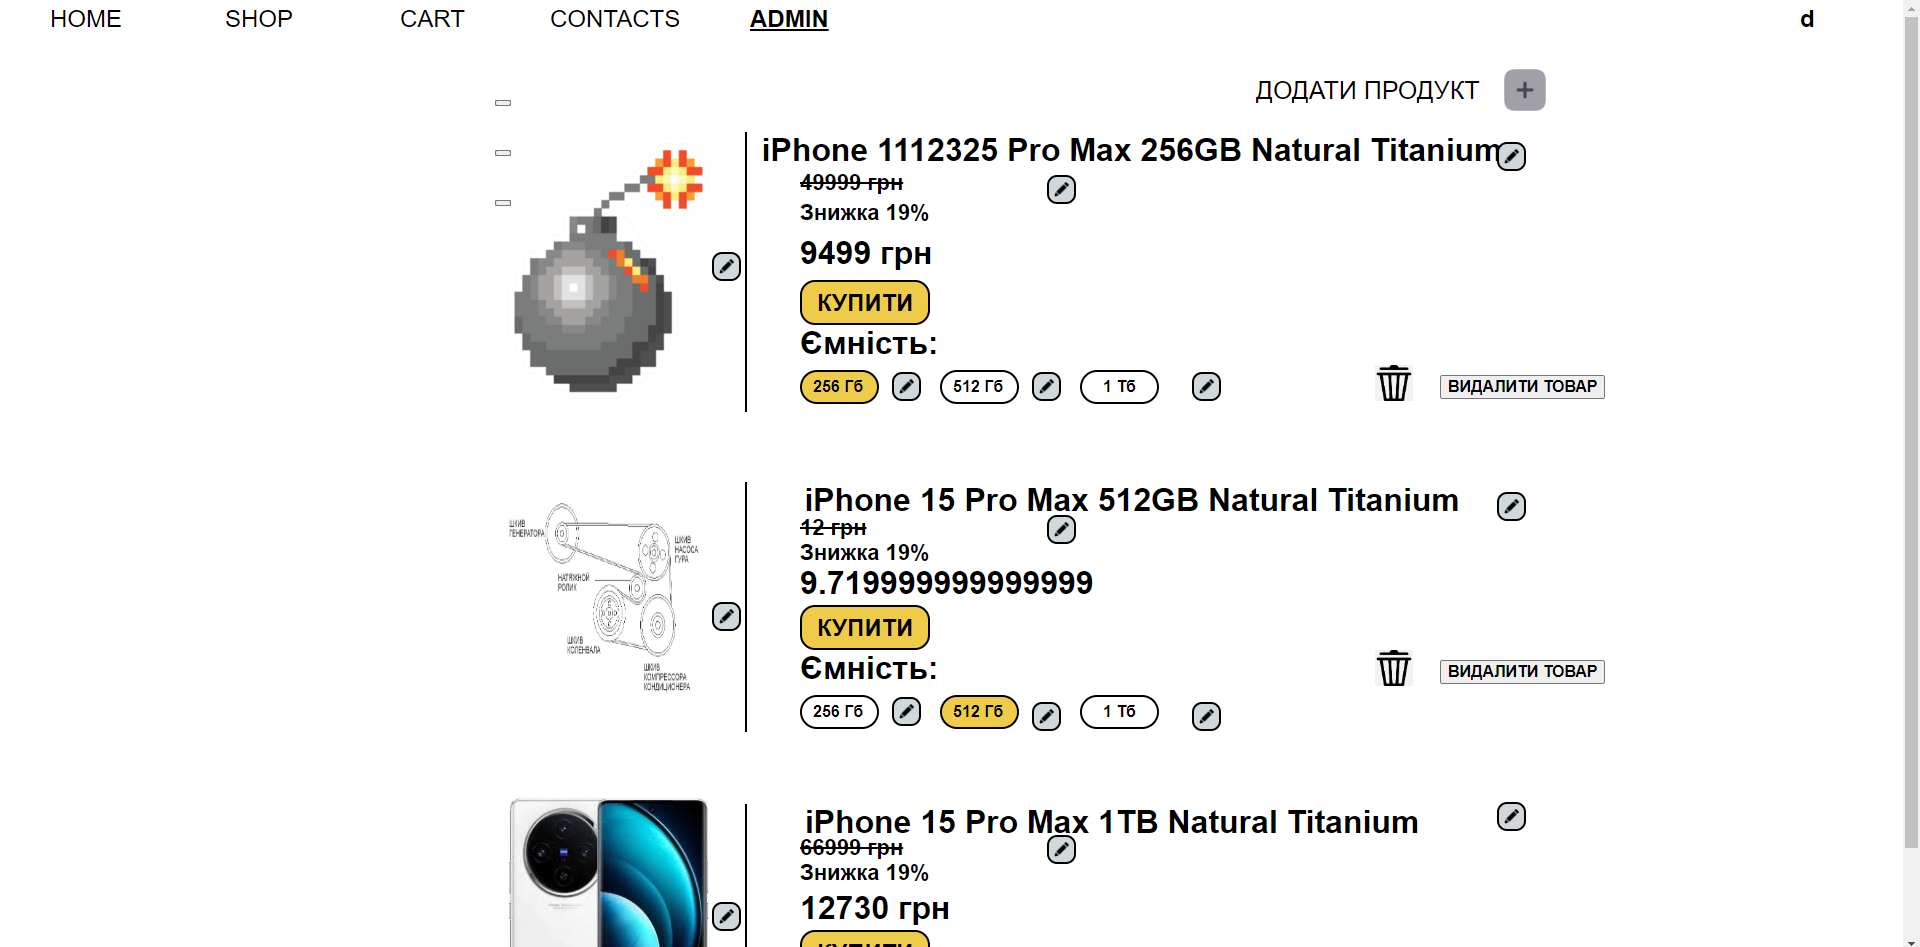 HOME SHOP CART CONTACTS ADMIN d
ДОДАТИ ПРОДУКТ
iPhone 1112325 Pro Max 256GB Natural Titanium
49999 грн
Знижка 19%
9499 грн
КУПИТИ
Ємність:
256 Гб 512 Гб 1 Тб ВИДАЛИТИ ТОВАР
iPhone 15 Pro Max 512GB Natural Titanium
12 грн
Знижка 19%
9.719999999999999
КУПИТИ
Ємність:
256 Гб 512 Гб 1 Тб ВИДАЛИТИ ТОВАР
ШКИВ
ГЕНЕРАТОРА
ШКИВ
НАСОСА
ГУРА
НАТЯЖНОЙ
РОЛИК
ШКИВ
КОЛЕНВАЛА
ШКИВ
КОМПРЕССОРА
КОНДИЦИОНЕРА
iPhone 15 Pro Max 1TB Natural Titanium
66999 грн
Знижка 19%
12730 грн
КУПИТИ